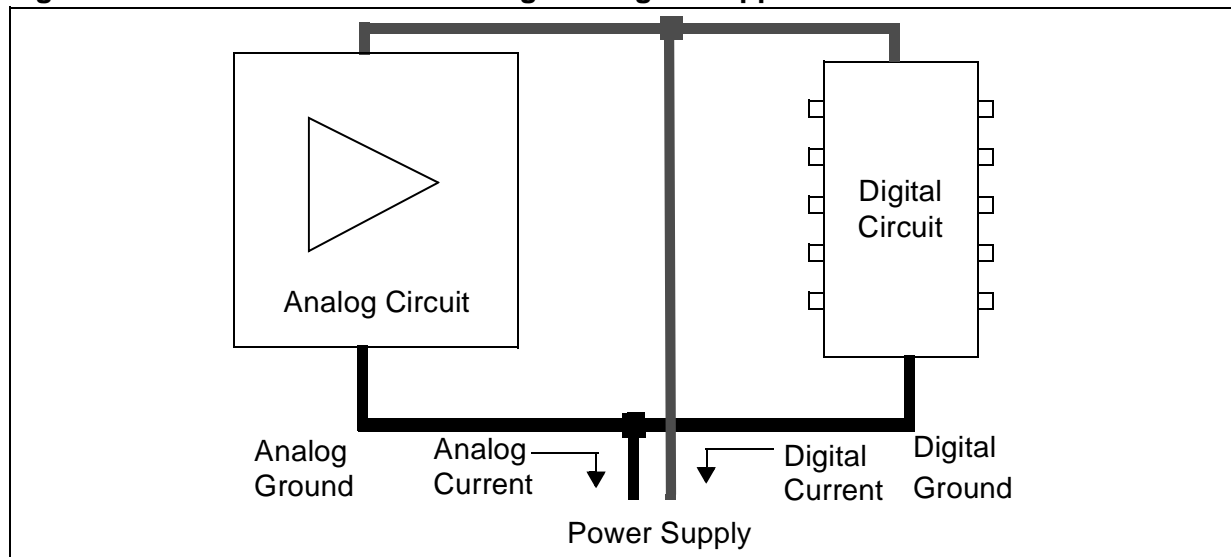 Analog Circuit
Digital
Circuit
Analog
Ground
Analog
Current
Digital
Current
Digital
Ground
Power Supply